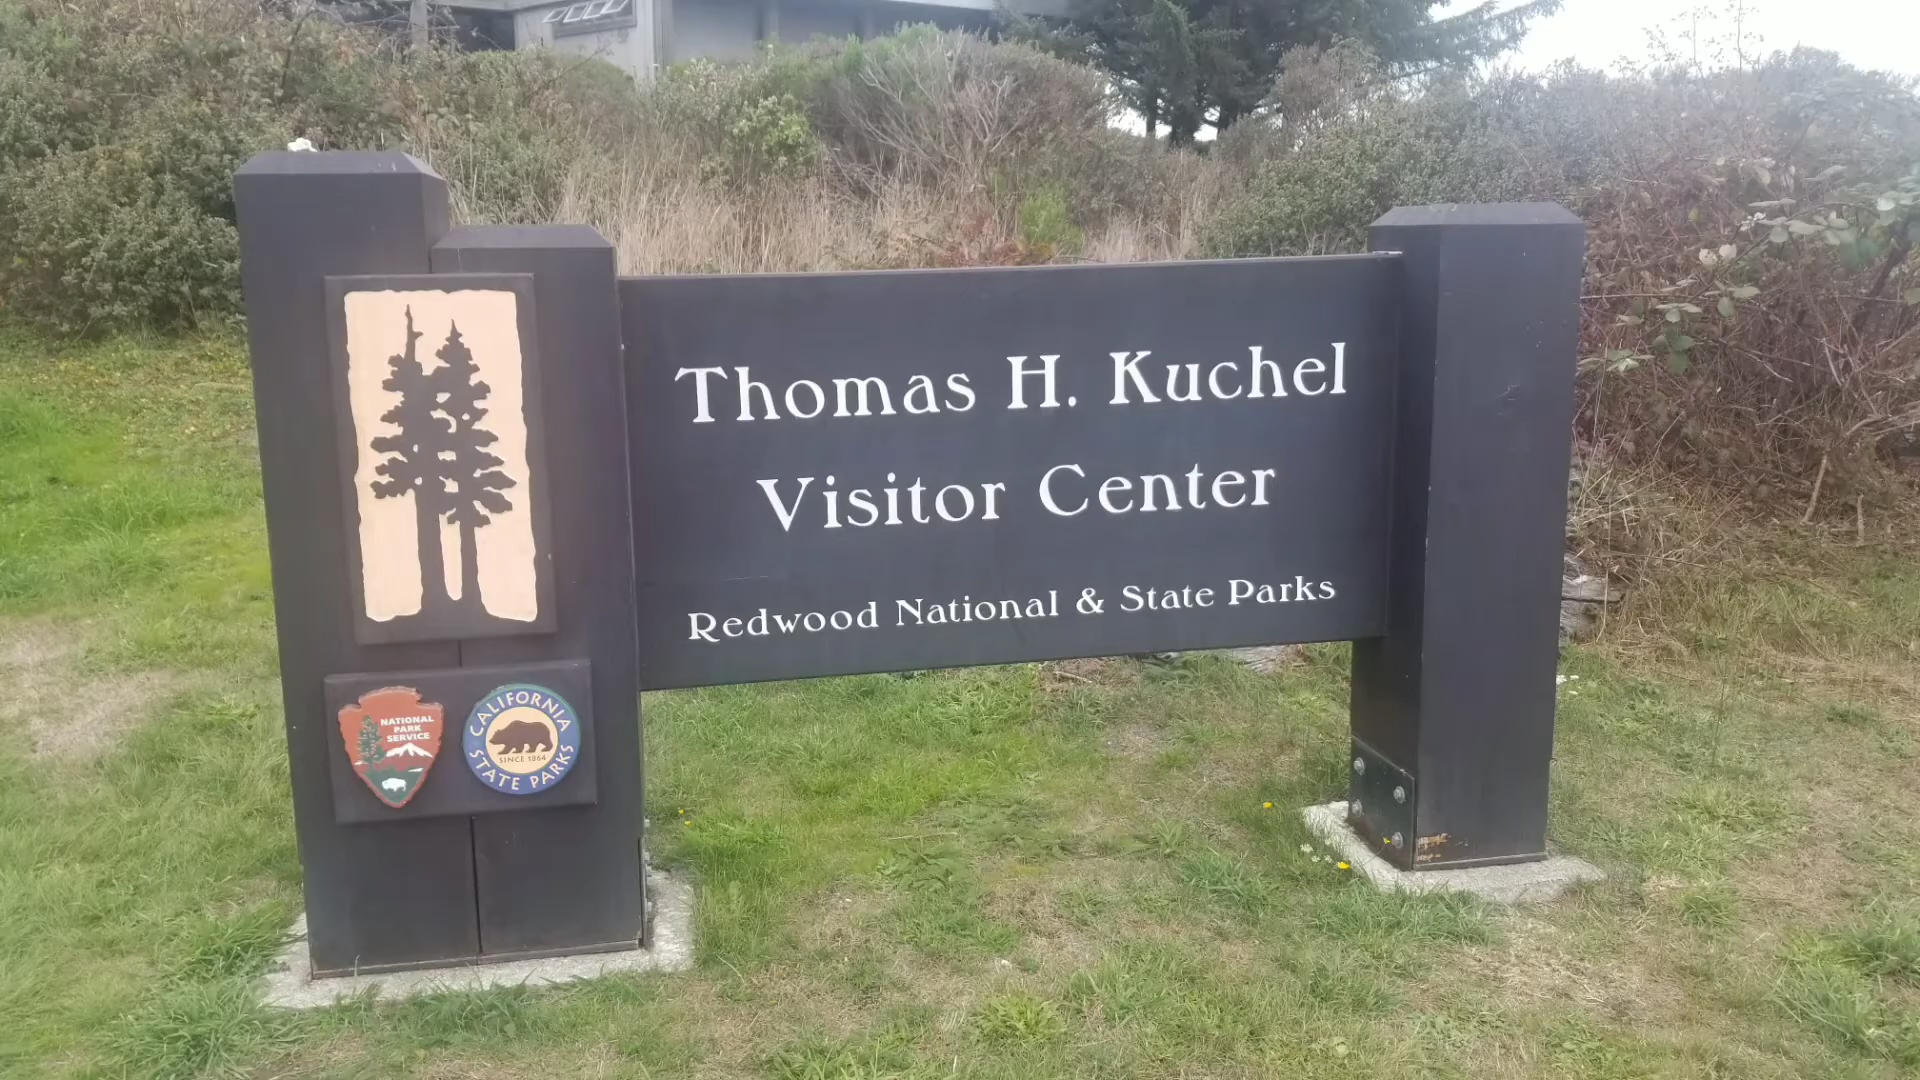 Thomas H. Kuchel
Visitor Center
Redwood National & State Parks
NATIONAL
PARK
SERVICE
CALIFORNIA
SINCE 1864
STATE PARKS